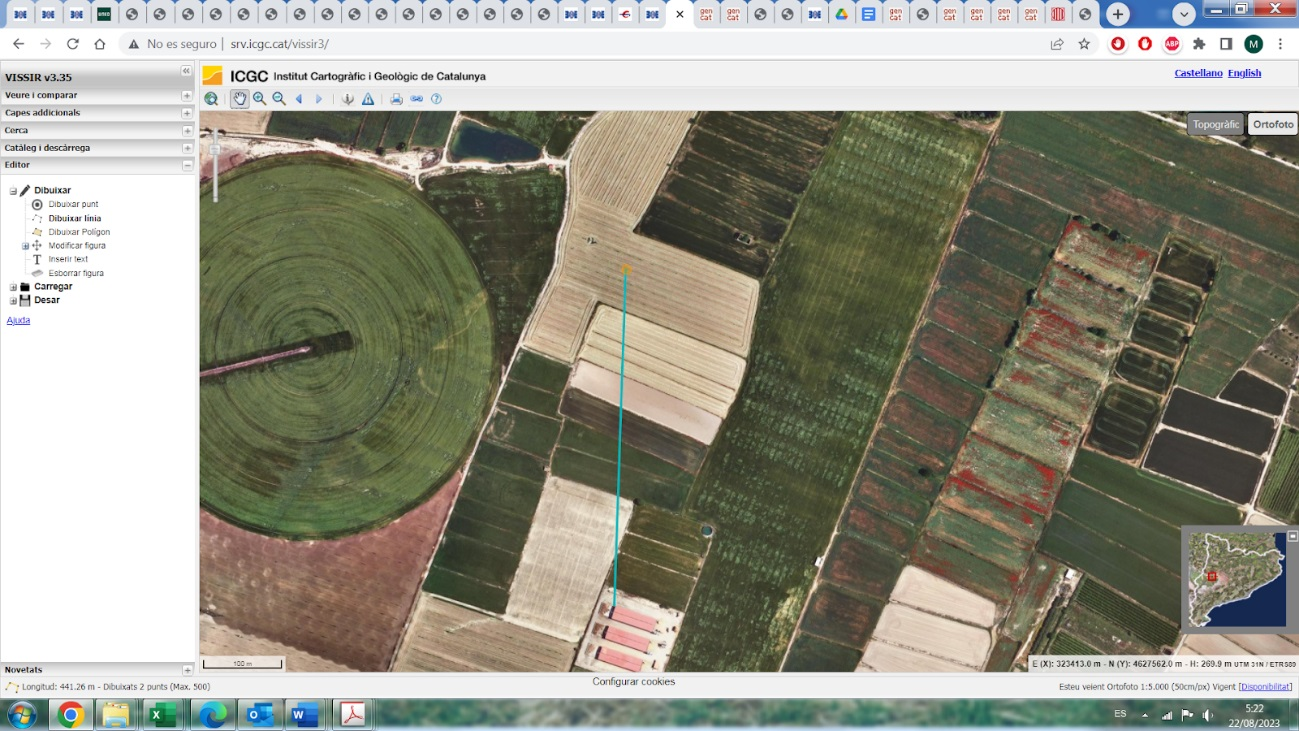 No es seguro | srv.icgc.cat/vissir3/
M
VISSIR v3.35
Veure i comparar
Capes addicionals
Cerca
Catàleg i descàrrega
Editor
Dibuixar
Dibuixar punt
Dibuixar línia
Dibuixar Polígon
Modificar figura
Inserir text
Esborrar figura
Carregar
Desar
Ajuda
ICGC Institut Cartogràfic i Geològic de Catalunya
Castellano English
Topogràfic Ortofoto
100 m
E (X): 323413.0 m - N (Y): 4627562.0 m - H: 269.9 m UTM 31N / ETRS89
Novetats
Configurar cookies
Longitud: 441.26 m - Dibuixats 2 punts (Max. 500)
Esteu veient Ortofoto 1:5.000 (50cm/px) Vigent [Disponibilitat]
ES
5:22
22/08/2023